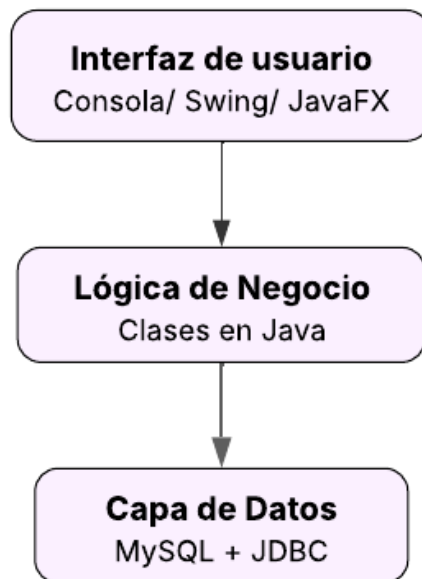 Interfaz de usuario
Consola/ Swing/ JavaFX
Lógica de Negocio
Clases en Java
Capa de Datos
MySQL + JDBC